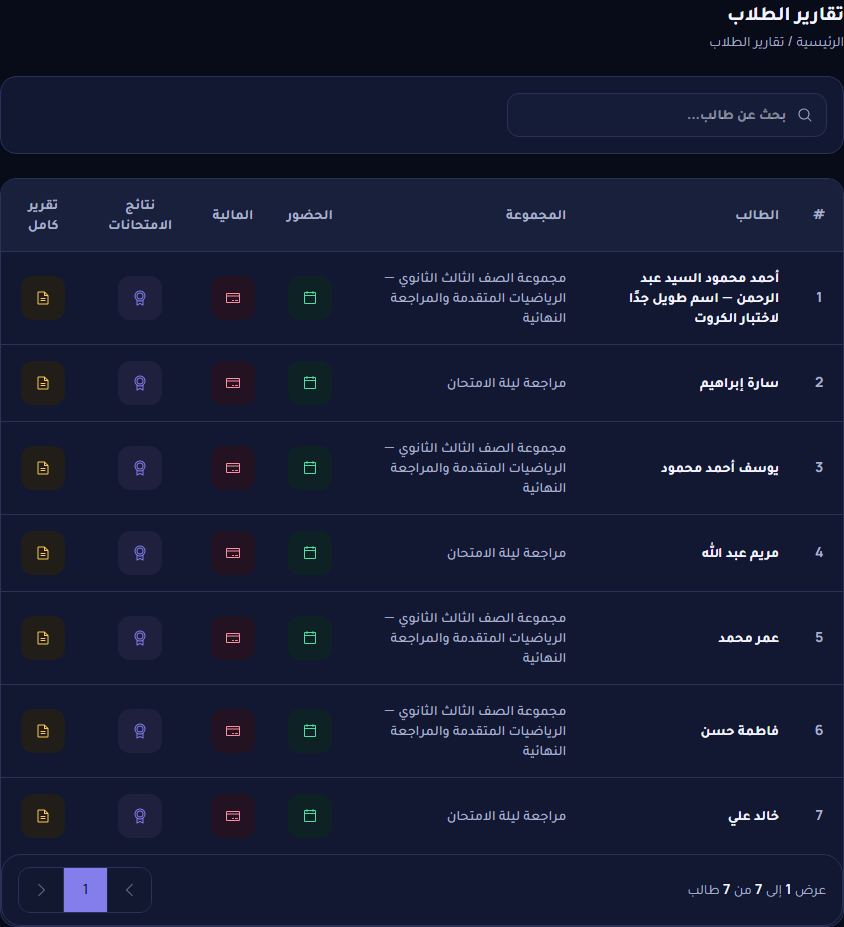 تقارير الطلاب
الرئيسية / تقارير الطلاب
بحث عن طالب...
# الطالب المجموعة الحضور المالية نتائج الامتحانات تقرير كامل
1 أحمد محمود السيد عبد الرحمن – اسم طويل جدًا لاختبار الكروت مجموعة الصف الثالث الثانوي – الرياضيات المتقدمة والمراجعة النهائية
2 سارة إبراهيم مراجعة ليلة الامتحان
3 يوسف أحمد محمود مجموعة الصف الثالث الثانوي – الرياضيات المتقدمة والمراجعة النهائية
4 مريم عبد الله مراجعة ليلة الامتحان
5 عمر محمد مجموعة الصف الثالث الثانوي – الرياضيات المتقدمة والمراجعة النهائية
6 فاطمة حسن مجموعة الصف الثالث الثانوي – الرياضيات المتقدمة والمراجعة النهائية
7 خالد علي مراجعة ليلة الامتحان
عرض 1 إلى 7 من 7 طالب
1